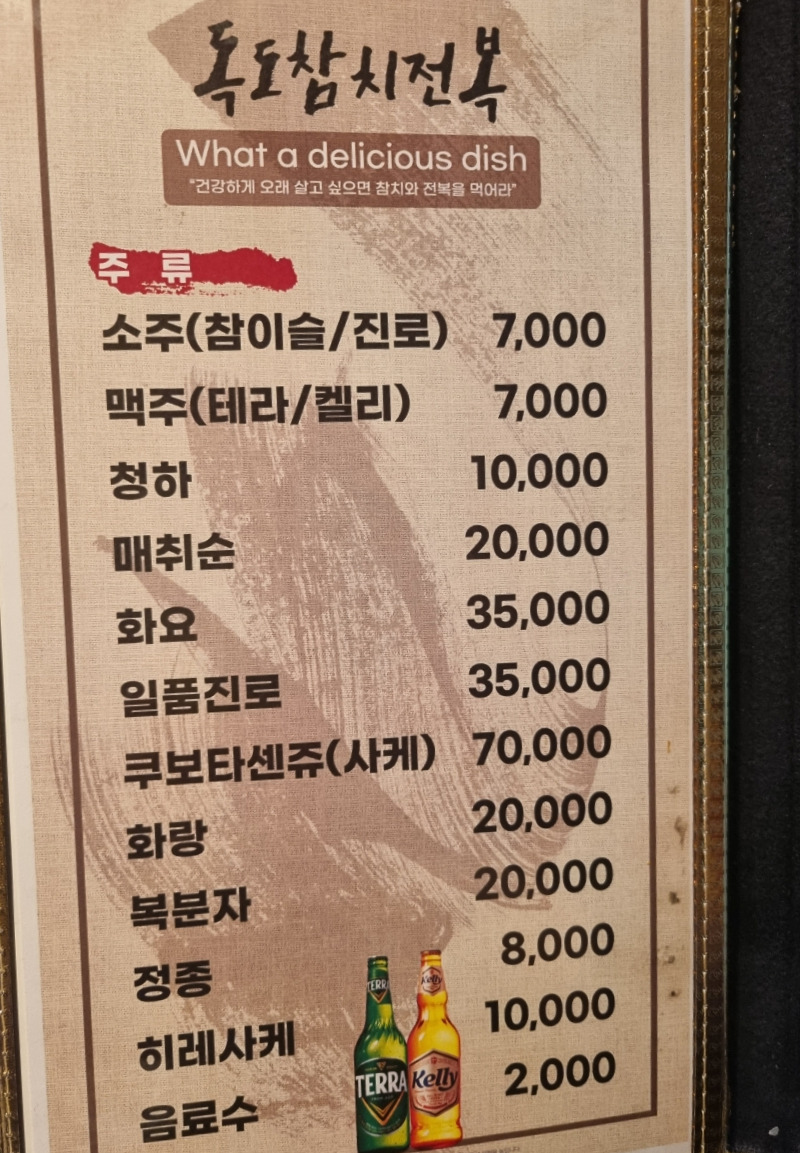 독도참치전복
What a delicious dish
"건강하게 오래 살고 싶으면 참치와 전복을 먹어라"
주 류
소주(참이슬/진로) 7,000
맥주(테라/켈리) 7,000
청하 10,000
매취순 20,000
화요 35,000
일품진로 35,000
쿠보타센쥬(사케) 70,000
화랑 20,000
복분자 20,000
정종 8,000
히레사케 10,000
음료수 2,000
TERRA Kelly
TERRA Kelly